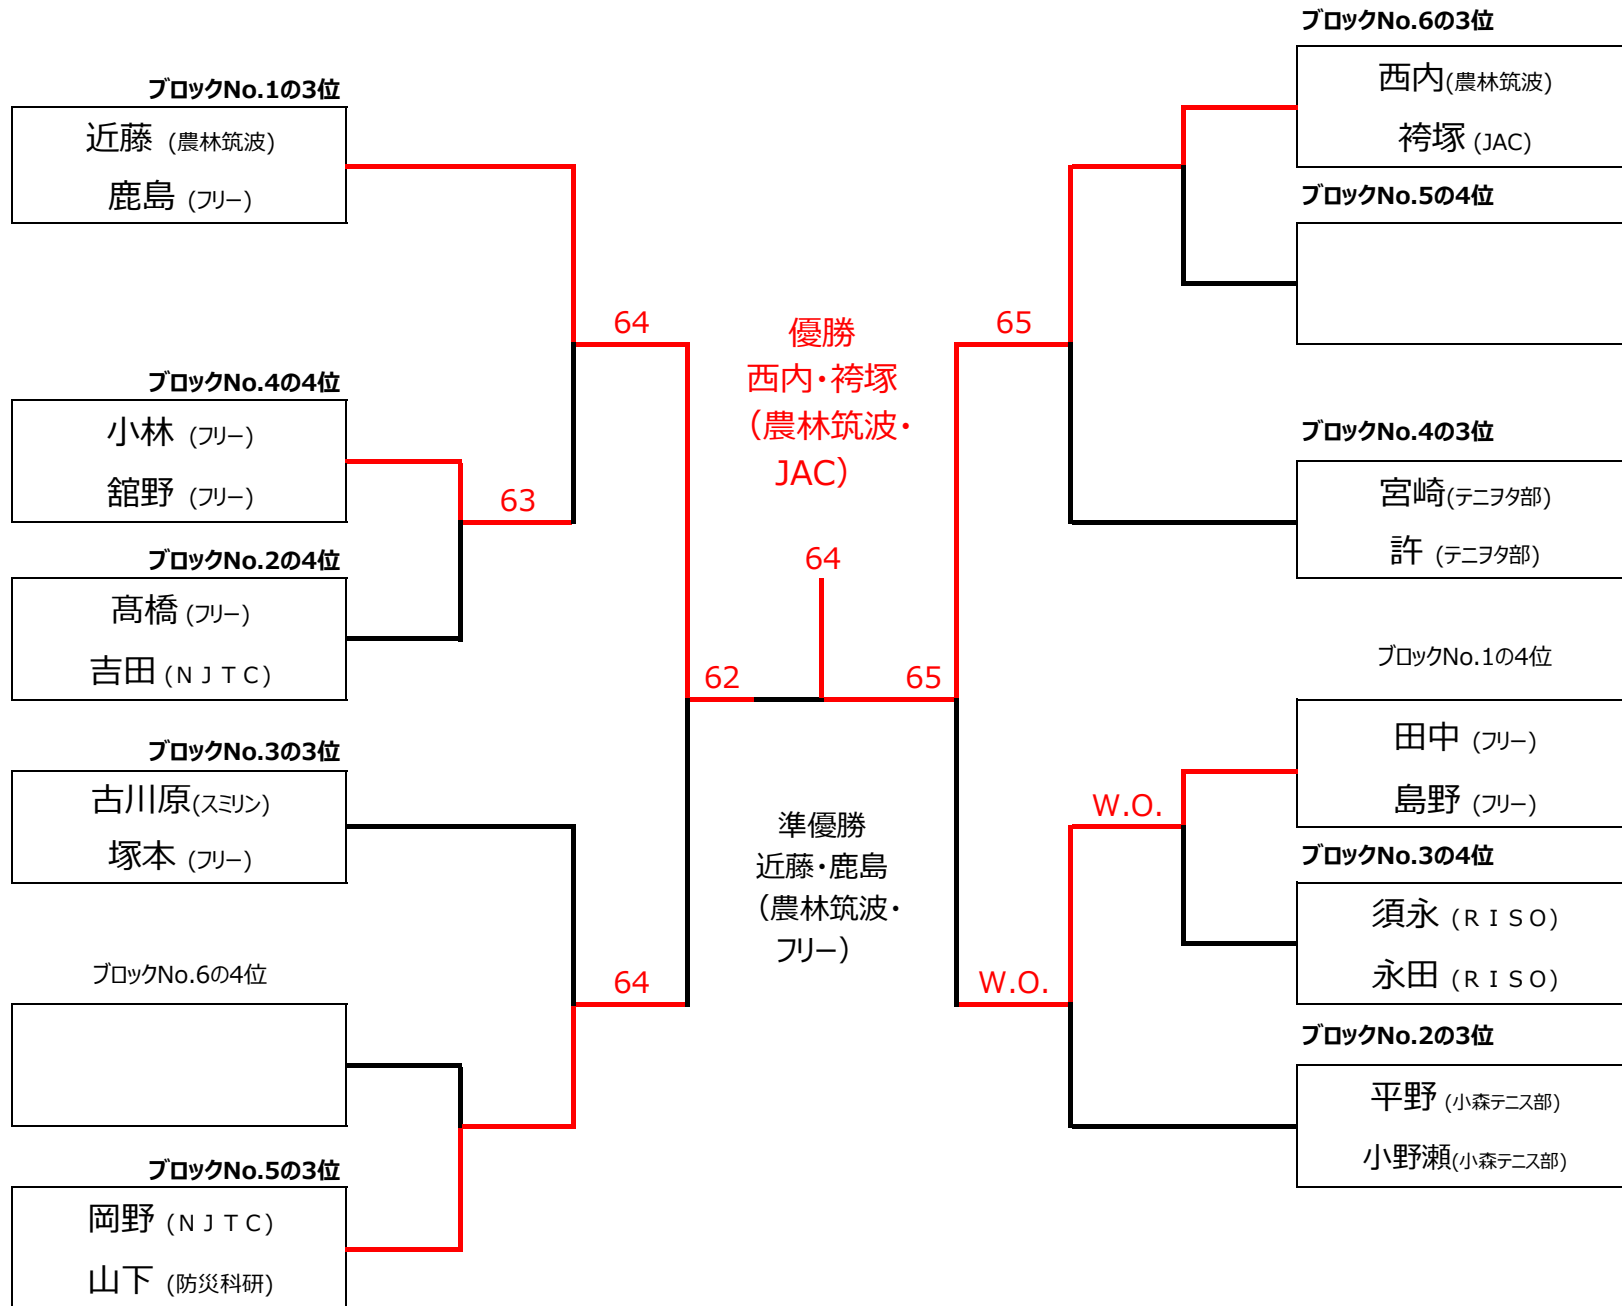 ブロックNo.1の3位
近藤 (農林筑波)
鹿島 (フリー)
ブロックNo.4の4位
小林 (フリー)
舘野 (フリー)
ブロックNo.2の4位
髙橋 (フリー)
吉田 (ＮＪＴＣ)
ブロックNo.3の3位
古川原(スミリン)
塚本 (フリー)
ブロックNo.6の4位
ブロックNo.5の3位
岡野 (ＮＪＴＣ)
山下 (防災科研)
64
63
62
64
優勝
西内・袴塚
（農林筑波・
JAC）
64
準優勝
近藤・鹿島
（農林筑波・
フリー）
65
65
W.O.
W.O.
ブロックNo.6の3位
西内(農林筑波)
袴塚 (JAC)
ブロックNo.5の4位
ブロックNo.4の3位
宮崎(テニヲタ部)
許 (テニヲタ部)
ブロックNo.1の4位
田中 (フリー)
島野 (フリー)
ブロックNo.3の4位
須永 (ＲＩＳＯ)
永田 (ＲＩＳＯ)
ブロックNo.2の3位
平野 (小森テニス部)
小野瀬(小森テニス部)